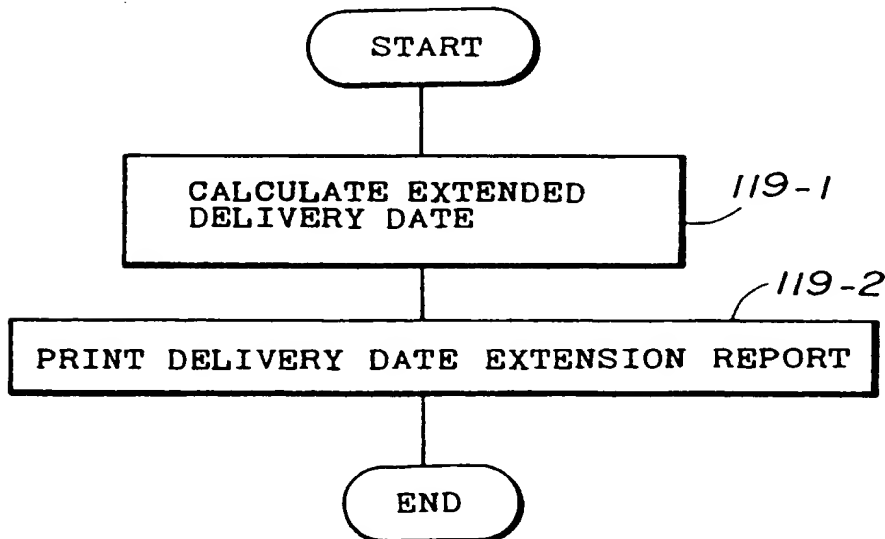 START
CALCULATE EXTENDED
DELIVERY DATE
119-1
119-2
PRINT DELIVERY DATE EXTENSION REPORT
END